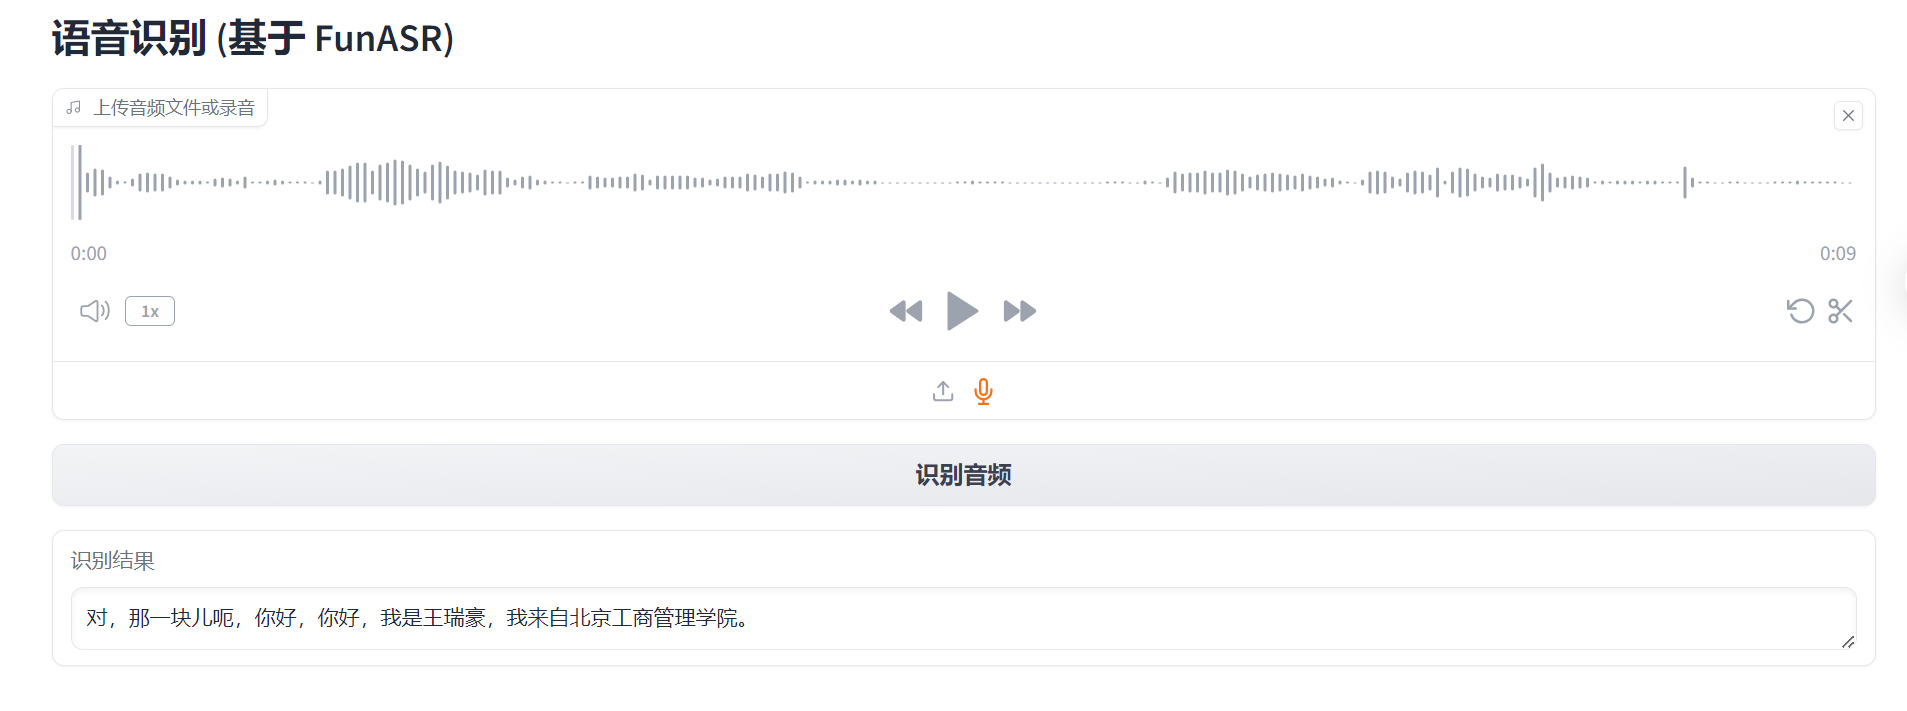 语音识别 (基于 FunASR)
上传音频文件或录音
0:00
0:09
1x
识别音频
识别结果
对，那一块儿呃，你好，你好，我是王瑞豪，我来自北京工商管理学院。